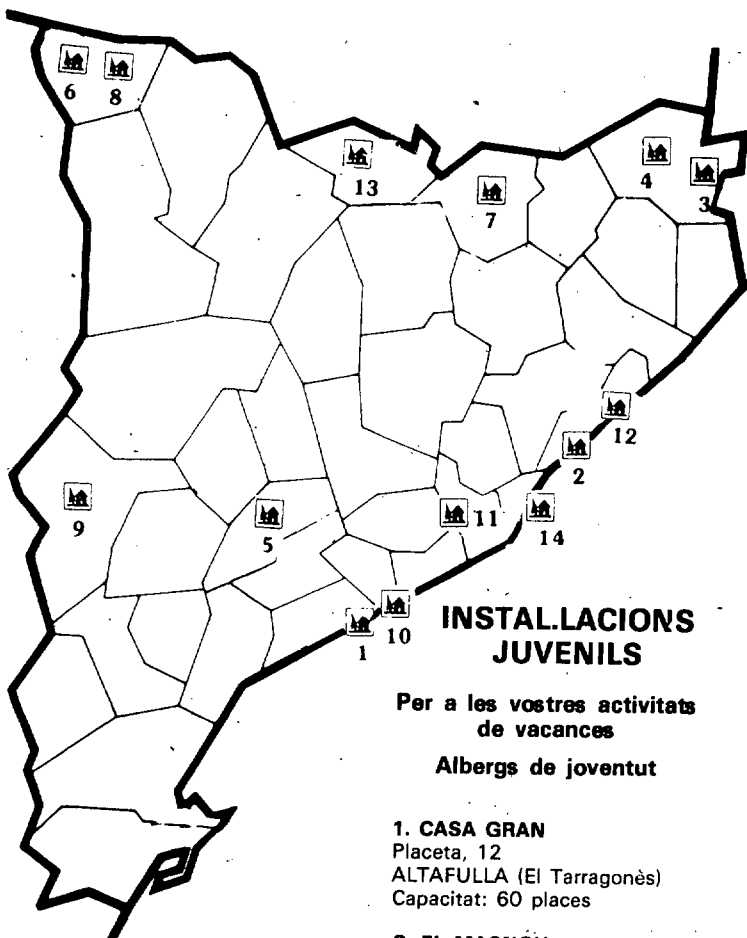 6
8
13
4
7
3
12
2
9
5
11
14
10
1
INSTAL.LACIONS
JUVENILS
Per a les vostres activitats
de vacances
Albergs de joventut
1. CASA GRAN
Placeta, 12
ALTAFULLA (El Tarragonès)
Capacitat: 60 places